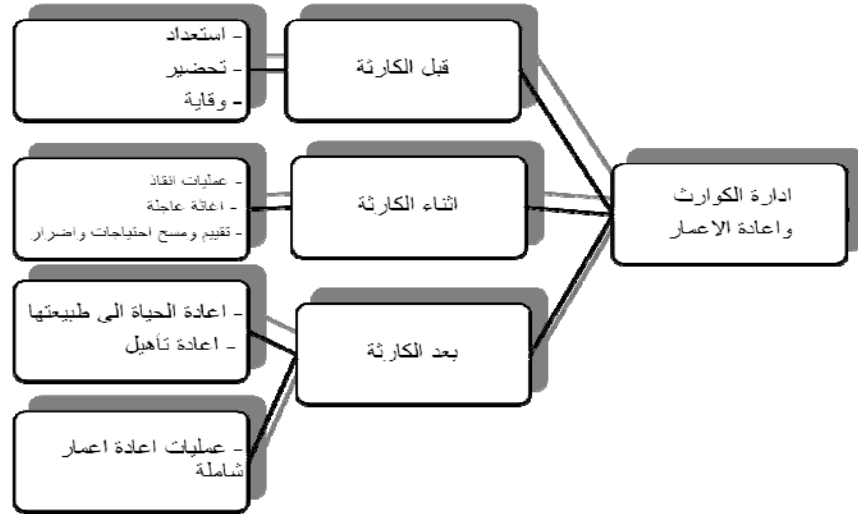 ادارة الكوارث
واعادة الاعمار
قبل الكارثة
- استعداد
- تحضير
- وقاية
اثناء الكارثة
- عمليات انقاذ
- اغاثة عاجلة
- تقييم ومسح احتياجات واضرار
بعد الكارثة
- اعادة الحياة الى طبيعتها
- اعادة تأهيل
- عمليات اعادة اعمار
شاملة